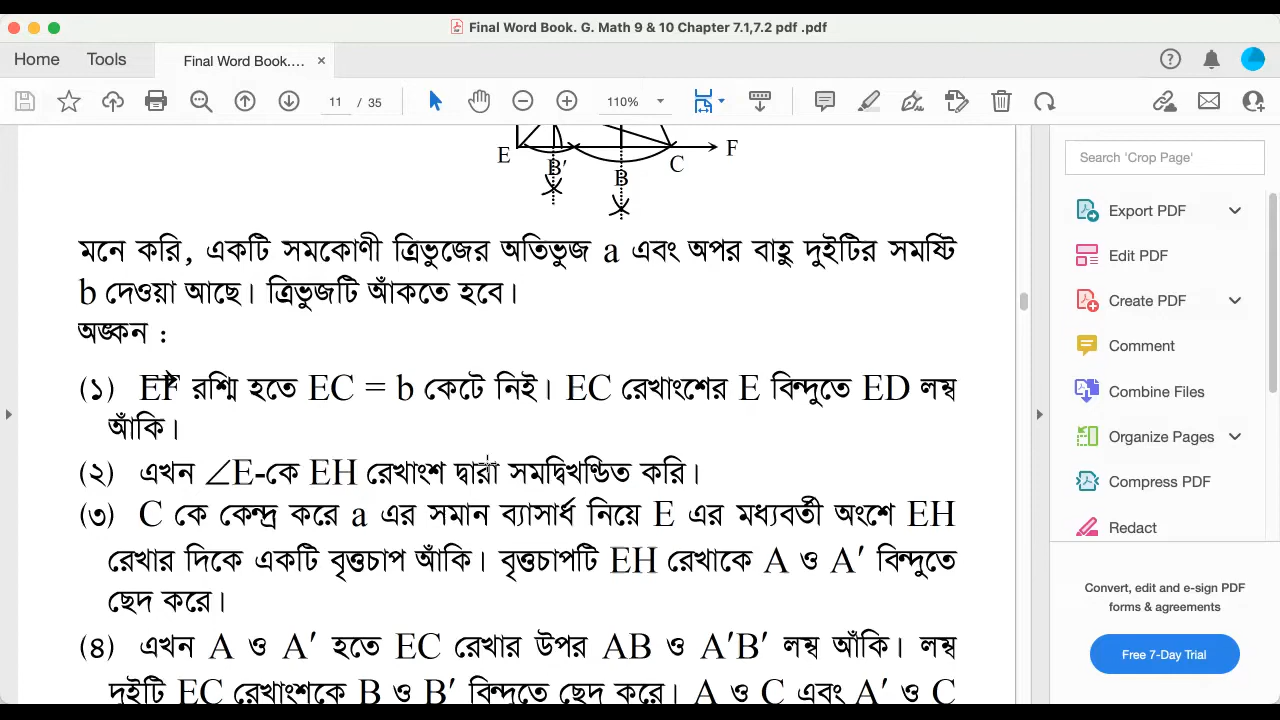 Final Word Book. G. Math 9 & 10 Chapter 7.1,7.2 pdf .pdf
Home Tools Final Word Book.... ×
11 / 35 110%
E B′ B C F
মনে করি, একটি সমকোণী ত্রিভুজের অতিভুজ a এবং অপর বাহু দুইটির সমষ্টি
b দেওয়া আছে। ত্রিভুজটি আঁকতে হবে।
অঙ্কন :
(১) EF রশ্মি হতে EC = b কেটে নিই। EC রেখাংশের E বিন্দুতে ED লম্ব
আঁকি।
(২) এখন ∠E-কে EH রেখাংশ দ্বারা সমদ্বিখণ্ডিত করি।
(৩) C কে কেন্দ্র করে a এর সমান ব্যাসার্ধ নিয়ে E এর মধ্যবর্তী অংশে EH
রেখার দিকে একটি বৃত্তচাপ আঁকি। বৃত্তচাপটি EH রেখাকে A ও A′ বিন্দুতে
ছেদ করে।
(৪) এখন A ও A′ হতে EC রেখার উপর AB ও A′B′ লম্ব আঁকি। লম্ব
দুইটি EC রেখাংশকে B ও B′ বিন্দুতে ছেদ করে। A ও C এবং A′ ও C
Search 'Crop Page'
Export PDF
Edit PDF
Create PDF
Comment
Combine Files
Organize Pages
Compress PDF
Redact
Convert, edit and e-sign PDF
forms & agreements
Free 7-Day Trial